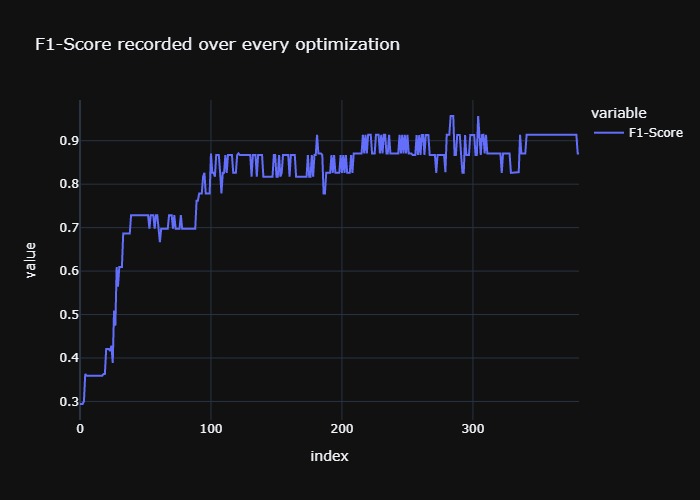 F1-Score recorded over every optimization
variable
F1-Score
0.9
0.8
0.7
0.6
0.5
0.4
0.3
value
0 100 200 300
index